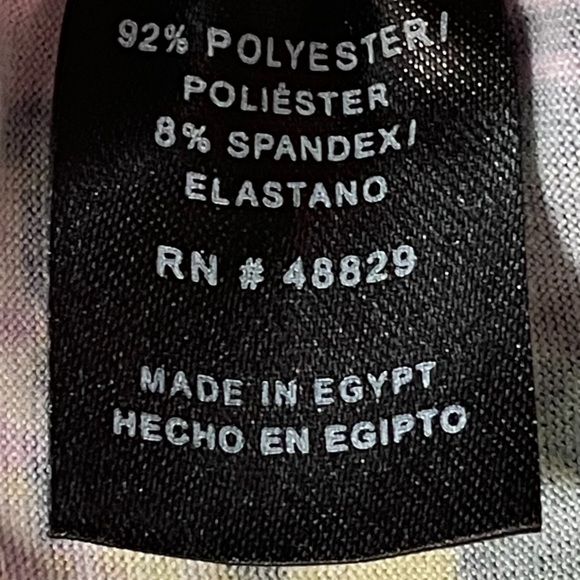 92% POLYESTER/
POLIÉSTER
8% SPANDEX/
ELASTANO
RN # 48829
MADE IN EGYPT
HECHO EN EGIPTO